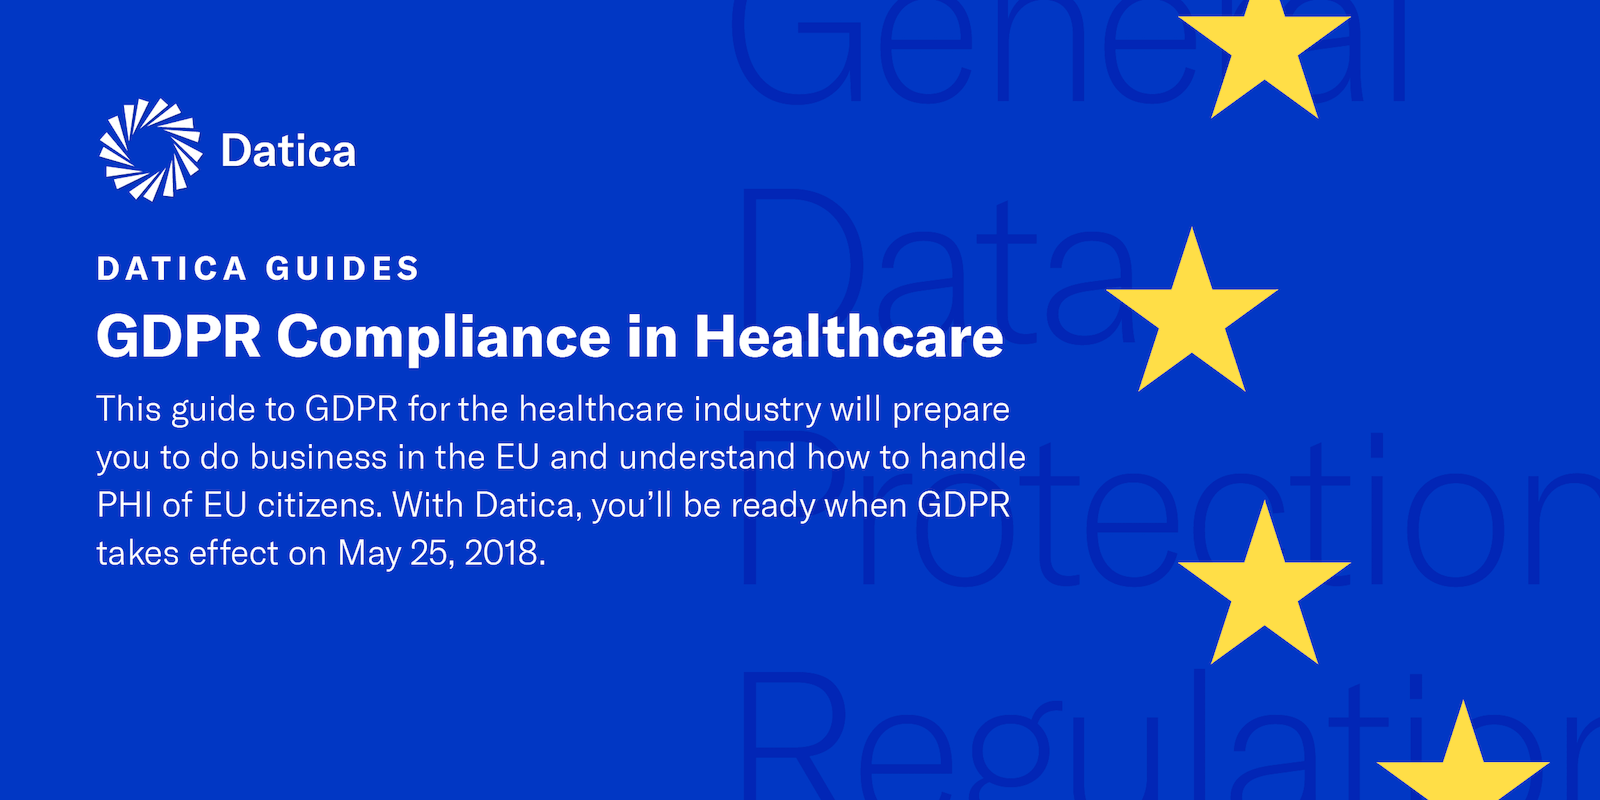 General
Data
Protection
Regulation
Datica
DATICA GUIDES
GDPR Compliance in Healthcare
This guide to GDPR for the healthcare industry will prepare
you to do business in the EU and understand how to handle
PHI of EU citizens. With Datica, you’ll be ready when GDPR
takes effect on May 25, 2018.